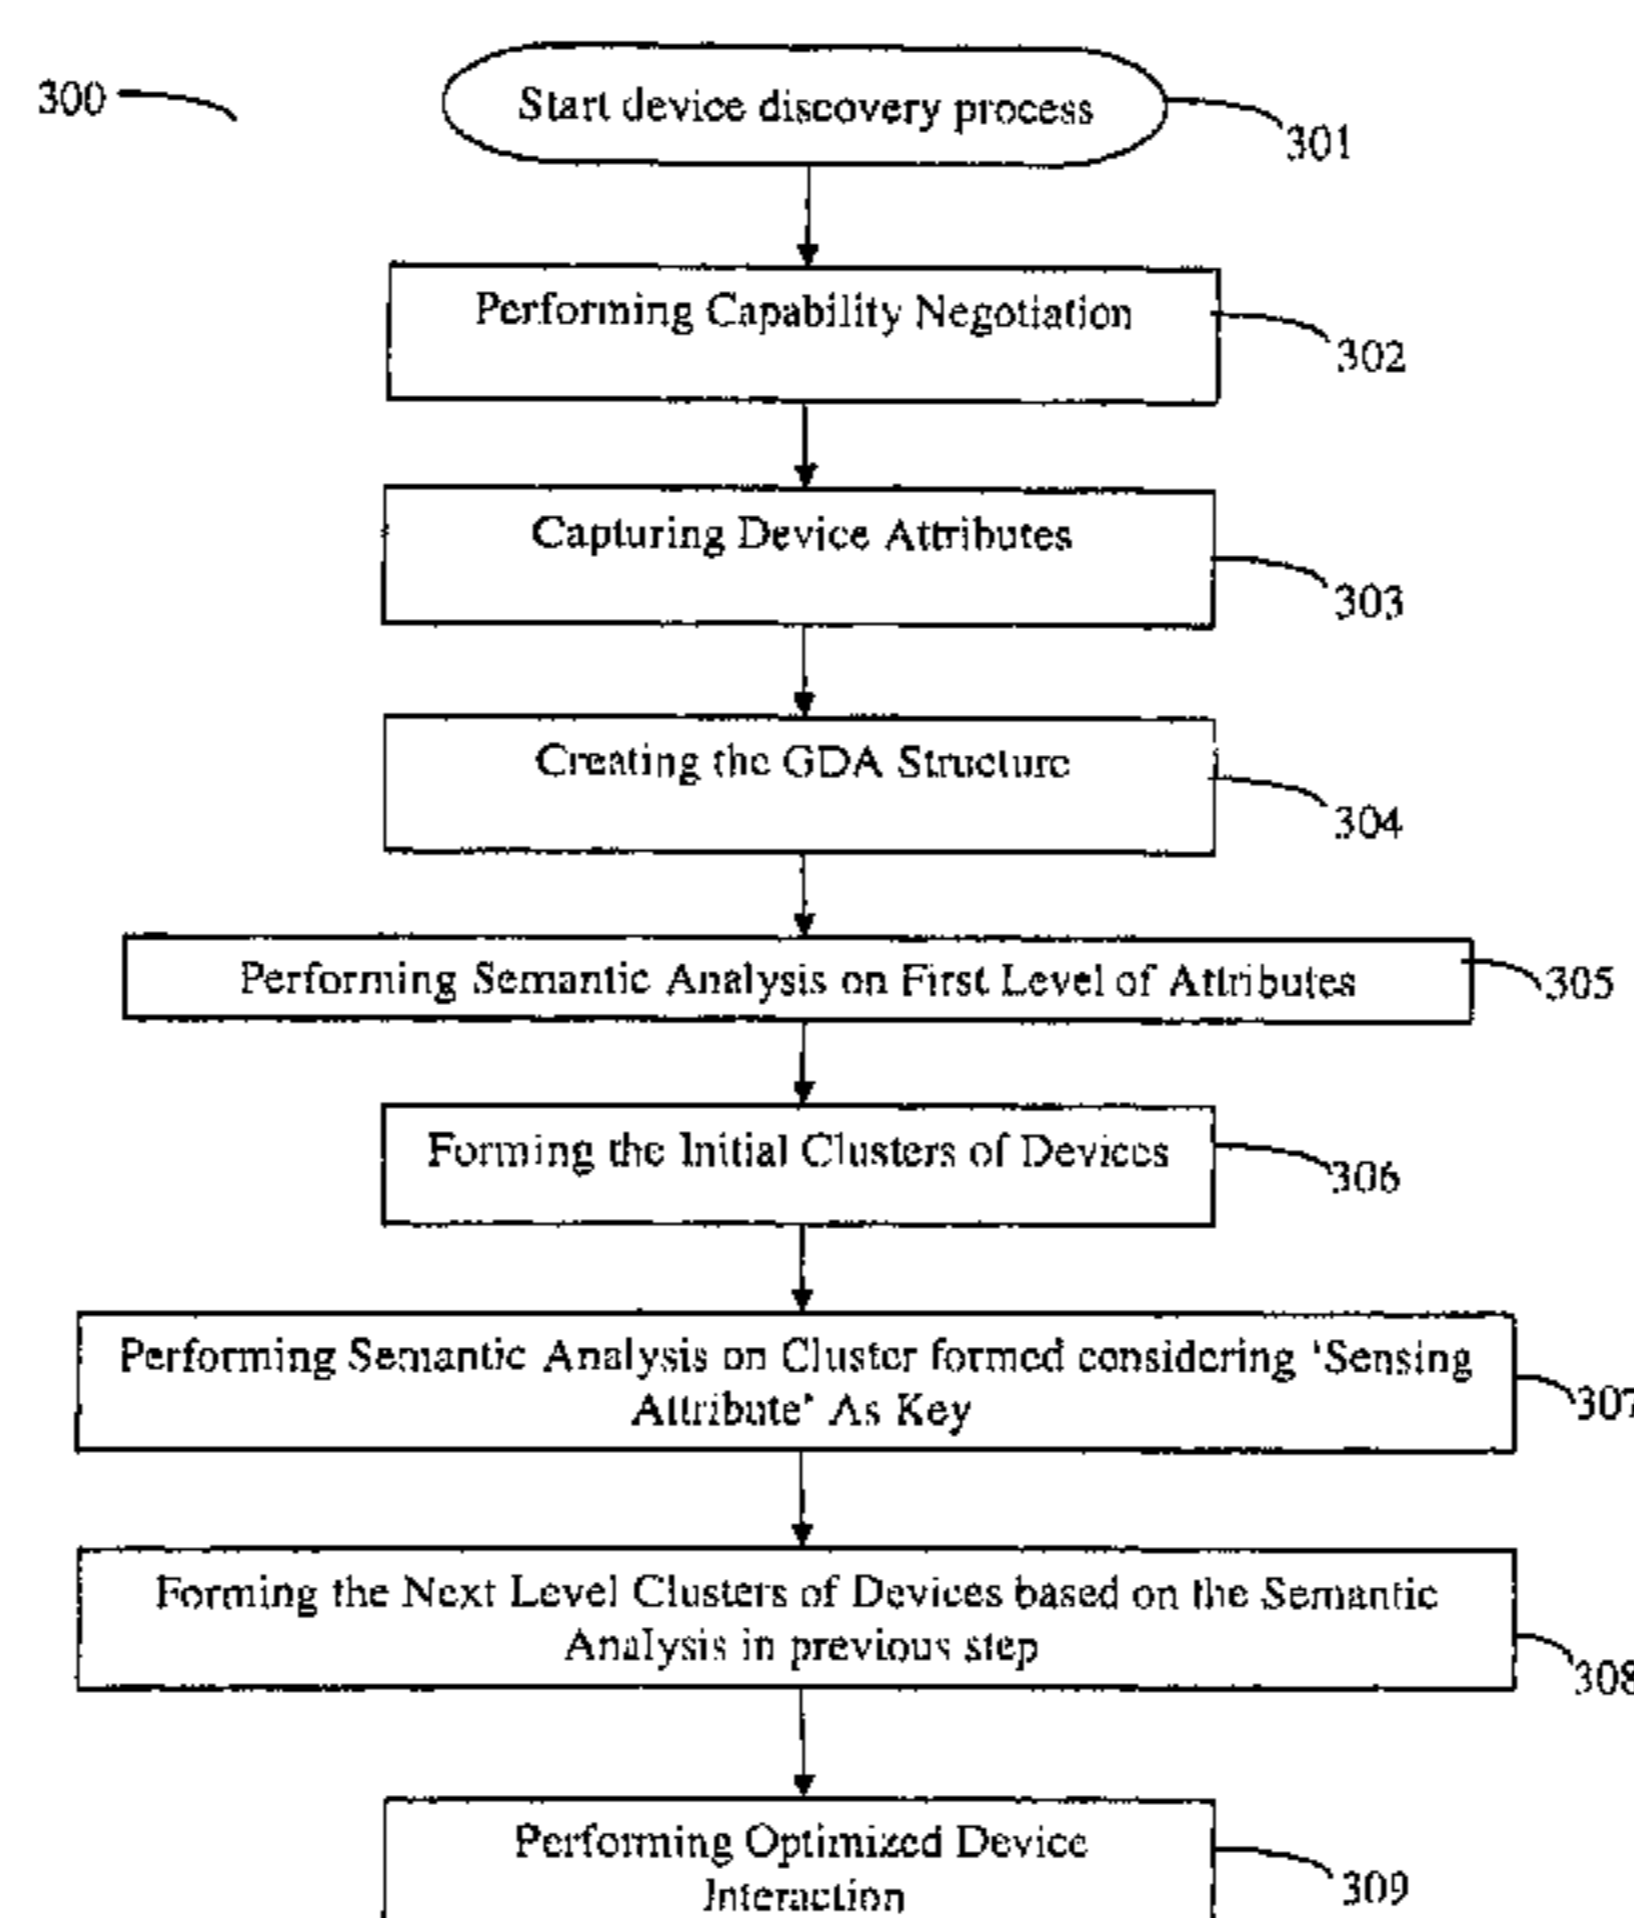 300
Start device discovery process
301
Performing Capability Negotiation
302
Capturing Device Attributes
303
Creating the GDA Structure
304
Performing Semantic Analysis on First Level of Attributes
305
Forming the Initial Clusters of Devices
306
Performing Semantic Analysis on Cluster formed considering 'Sensing
Attribute' As Key
307
Forming the Next Level Clusters of Devices based on the Semantic
Analysis in previous step
308
Performing Optimized Device
Interaction
309